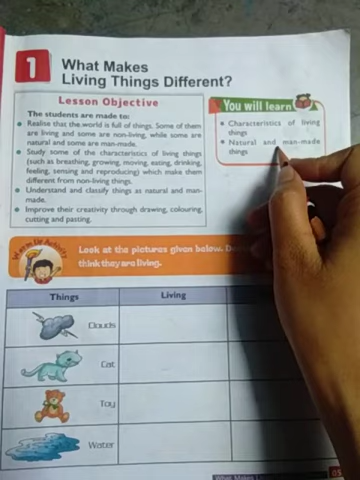 1
What Makes
Living Things Different?
Lesson Objective
The students are made to:
Realise that the world is full of things. Some of them
are living and some are non-living, while some are
natural and some are man-made.
Study some of the characteristics of living things
(such as breathing, growing, moving, eating, drinking,
feeling, sensing and reproducing) which make them
different from non-living things.
Understand and classify things as natural and man-
made.
Improve their creativity through drawing, colouring,
cutting and pasting.
You will learn
Characteristics of living
things
Natural and man-made
things
Warm Up Activity
Look at the pictures given below.
think they are living.
Things Living
Clouds
Cat
Toy
Water
What Makes
05